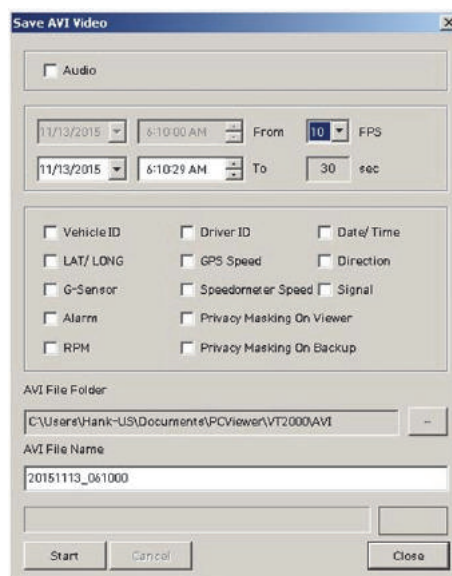 Save AVI Video
Audio
11/13/2015 6:10:00 AM From 10 FPS
11/13/2015 6:10:29 AM To 30 sec
Vehicle ID Driver ID Date/ Time
LAT/ LONG GPS Speed Direction
G-Sensor Speedometer Speed Signal
Alarm Privacy Masking On Viewer
RPM Privacy Masking On Backup
AVI File Folder
C:\Users\Hank-US\Documents\PCViewer\VT2000\AVI ...
AVI File Name
20151113_061000
Start Cancel Close